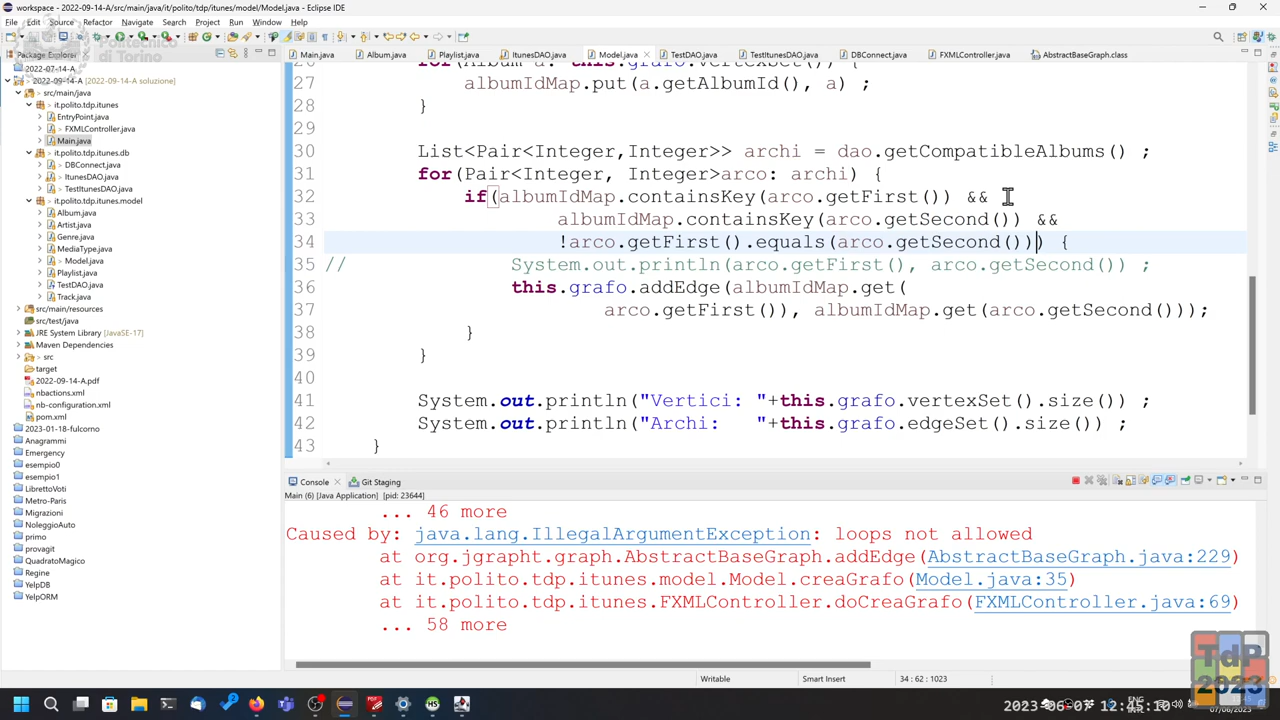 workspace - 2022-09-14-A/src/main/java/it/polito/tdp/itunes/model/Model.java - Eclipse IDE
File Edit Source Refactor Navigate Search Project Run Window Help
Politecnico
di Torino
Package Explorer
Main.java Album.java Playlist.java ItunesDAO.java Model.java TestDAO.java TestItunesDAO.java DBConnect.java FXMLController.java AbstractBaseGraph.class
2022-07-14-A
2022-09-14-A soluzione]
src/main/java
it.polito.tdp.itunes
EntryPoint.java
> FXMLController.java
Main.java
it.polito.tdp.itunes.db
> DBConnect.java
> ItunesDAO.java
> TestItunesDAO.java
it.polito.tdp.itunes.model
Album.java
Artist.java
Genre.java
MediaType.java
> Model.java
Playlist.java
TestDAO.java
Track.java
src/main/resources
src/test/java
JRE System Library [JavaSE-17]
Maven Dependencies
> src
target
2022-09-14-A.pdf
nbactions.xml
nb-configuration.xml
pom.xml
2023-01-18-fulcorno
Anagrammi
Emergency
esempio0
esempio1
LibrettoVoti
Metro-Paris
Migrazioni
NoleggioAuto
primo
provagit
QuadratoMagico
Regine
YelpDB
YelpORM
26 for(Album a: this.grafo.vertexSet())
27 albumIdMap.put(a.getAlbumId(), a) ;
28 }
29
30 List<Pair<Integer,Integer>> archi = dao.getCompatibleAlbums() ;
31 for(Pair<Integer, Integer>arco: archi) {
32 if(albumIdMap.containsKey(arco.getFirst()) &&
33 albumIdMap.containsKey(arco.getSecond()) &&
34 !arco.getFirst().equals(arco.getSecond())) {
35 // System.out.println(arco.getFirst(), arco.getSecond()) ;
36 this.grafo.addEdge(albumIdMap.get(
37 arco.getFirst()), albumIdMap.get(arco.getSecond()));
38 }
39 }
40
41 System.out.println("Vertici: "+this.grafo.vertexSet().size()) ;
42 System.out.println("Archi:   "+this.grafo.edgeSet().size()) ;
43 }
Console Git Staging
Main (6) [Java Application] [pid: 23644]
... 46 more
Caused by: java.lang.IllegalArgumentException: loops not allowed
at org.jgrapht.graph.AbstractBaseGraph.addEdge(AbstractBaseGraph.java:229)
at it.polito.tdp.itunes.model.Model.creaGrafo(Model.java:35)
at it.polito.tdp.itunes.FXMLController.doCreaGrafo(FXMLController.java:69)
... 58 more
Writable Smart Insert 34 : 62 : 1023
TdP
2023
ENG